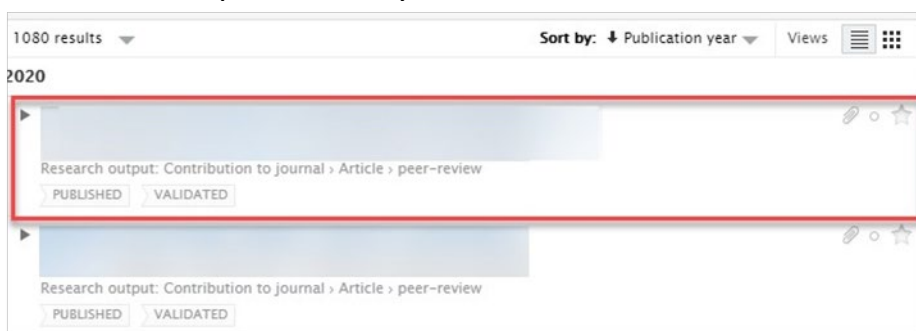 1080 results
Sort by: Publication year
Views
2020
Research output: Contribution to journal › Article › peer-review
PUBLISHED VALIDATED
Research output: Contribution to journal › Article › peer-review
PUBLISHED VALIDATED